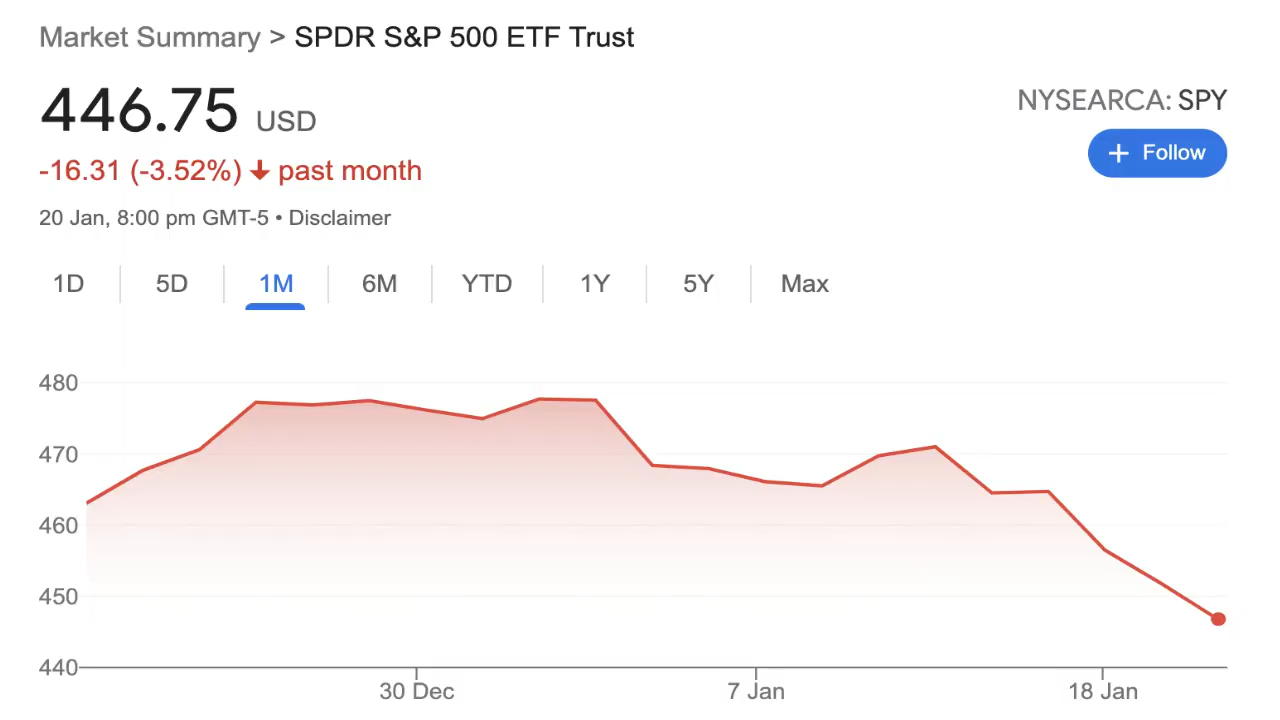 Market Summary > SPDR S&P 500 ETF Trust
446.75 USD
NYSEARCA: SPY
+ Follow
-16.31 (-3.52%) ↓ past month
20 Jan, 8:00 pm GMT-5 • Disclaimer
1D 5D 1M 6M YTD 1Y 5Y Max
480
470
460
450
440
30 Dec 7 Jan 18 Jan